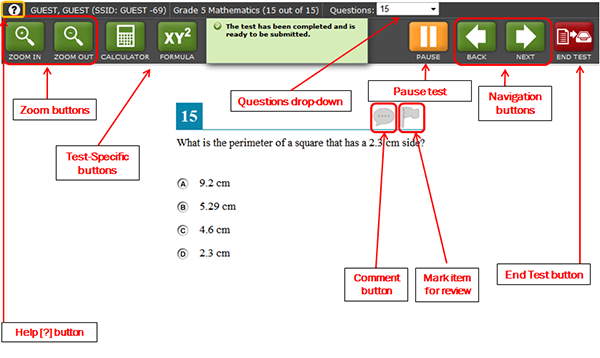 ? GUEST, GUEST (SSID: GUEST -69) Grade 5 Mathematics (15 out of 15) Questions: 15
The test has been completed and is
ready to be submitted.
XY²
ZOOM IN ZOOM OUT CALCULATOR FORMULA PAUSE BACK NEXT END TEST
Zoom buttons
Questions drop-down
Pause test
Navigation
buttons
15
Test-Specific
buttons
What is the perimeter of a square that has a 2.3 cm side?
A 9.2 cm
B 5.29 cm
C 4.6 cm
D 2.3 cm
Comment
button
Mark item
for review
End Test button
Help [?] button